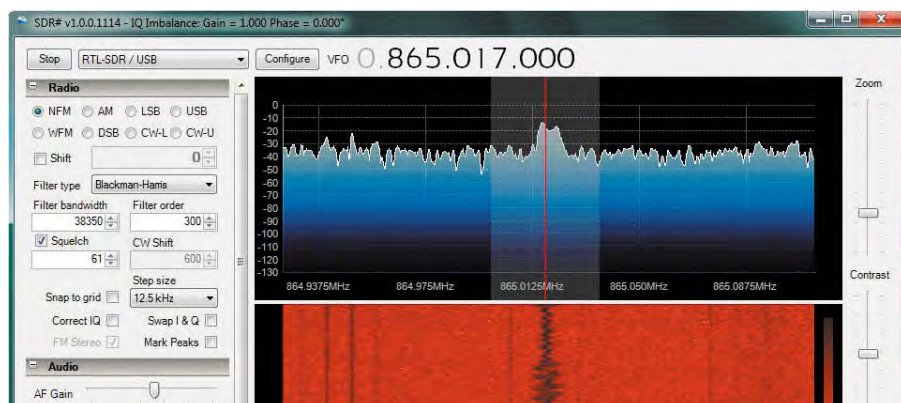 SDR# v1.0.0.1114 - IQ Imbalance: Gain = 1.000 Phase = 0.000°
Stop RTL-SDR / USB Configure VFO 0.865.017.000
Radio
NFM AM LSB USB
WFM DSB CW-L CW-U
Shift 0
Filter type Blackman-Harris
Filter bandwidth Filter order
38350 300
Squelch CW Shift
61 600
Step size
Snap to grid 12.5 kHz
Correct IQ Swap I & Q
FM Stereo Mark Peaks
Audio
AF Gain
0
-10
-20
-30
-40
-50
-60
-70
-80
-90
-100
-110
-120
-130
864.9375MHz 864.975MHz 865.0125MHz 865.050MHz 865.0875MHz
Zoom
Contrast